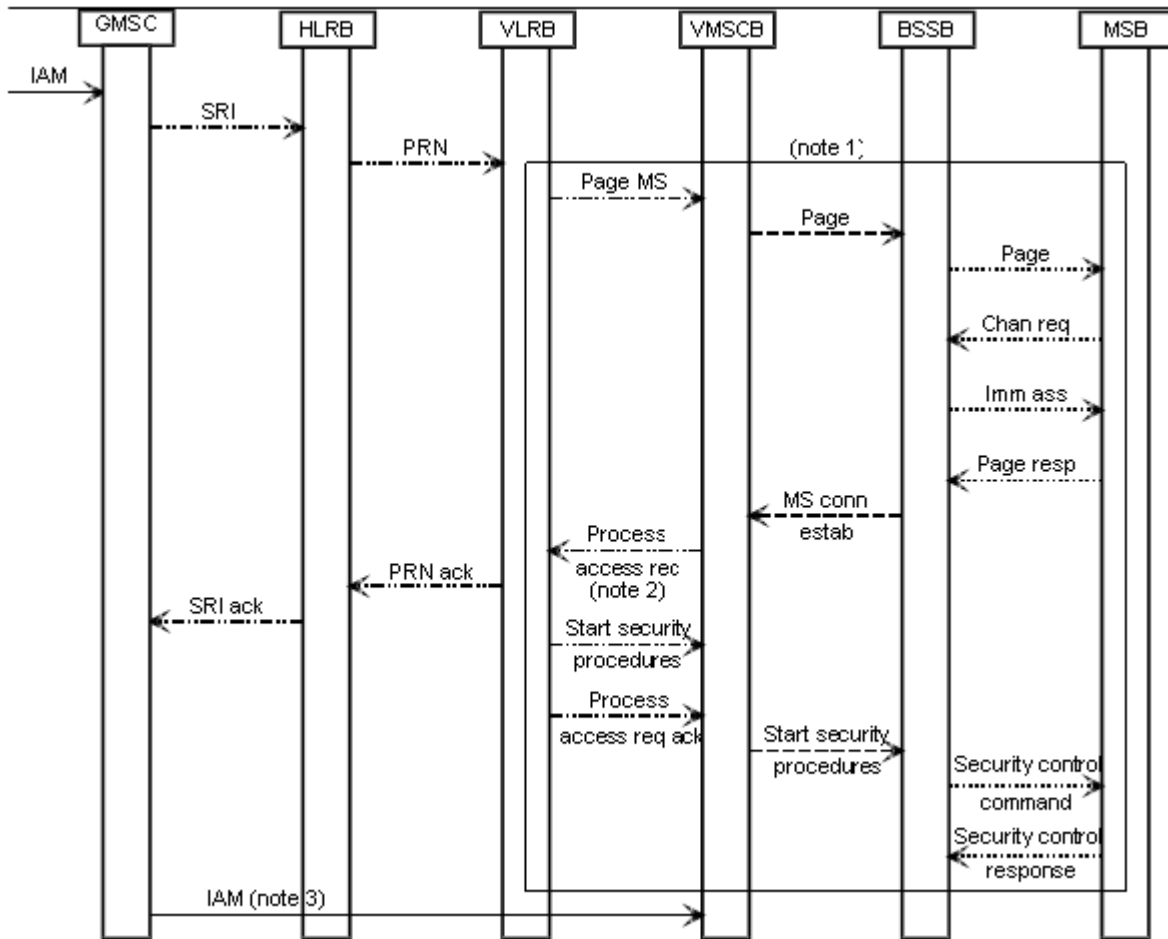 GMSC
HLRB
VLRB
VMSCB
BSSB
MSB
IAM
SRI
PRN
(note 1)
Page MS
Page
Page
Chan req
Imm ass
Page resp
MS conn
estab
Process
access rec
(note 2)
PRN ack
SRI ack
Start security
procedures
Process
access req ack
Start security
procedures
Security control
command
Security control
response
IAM (note 3)